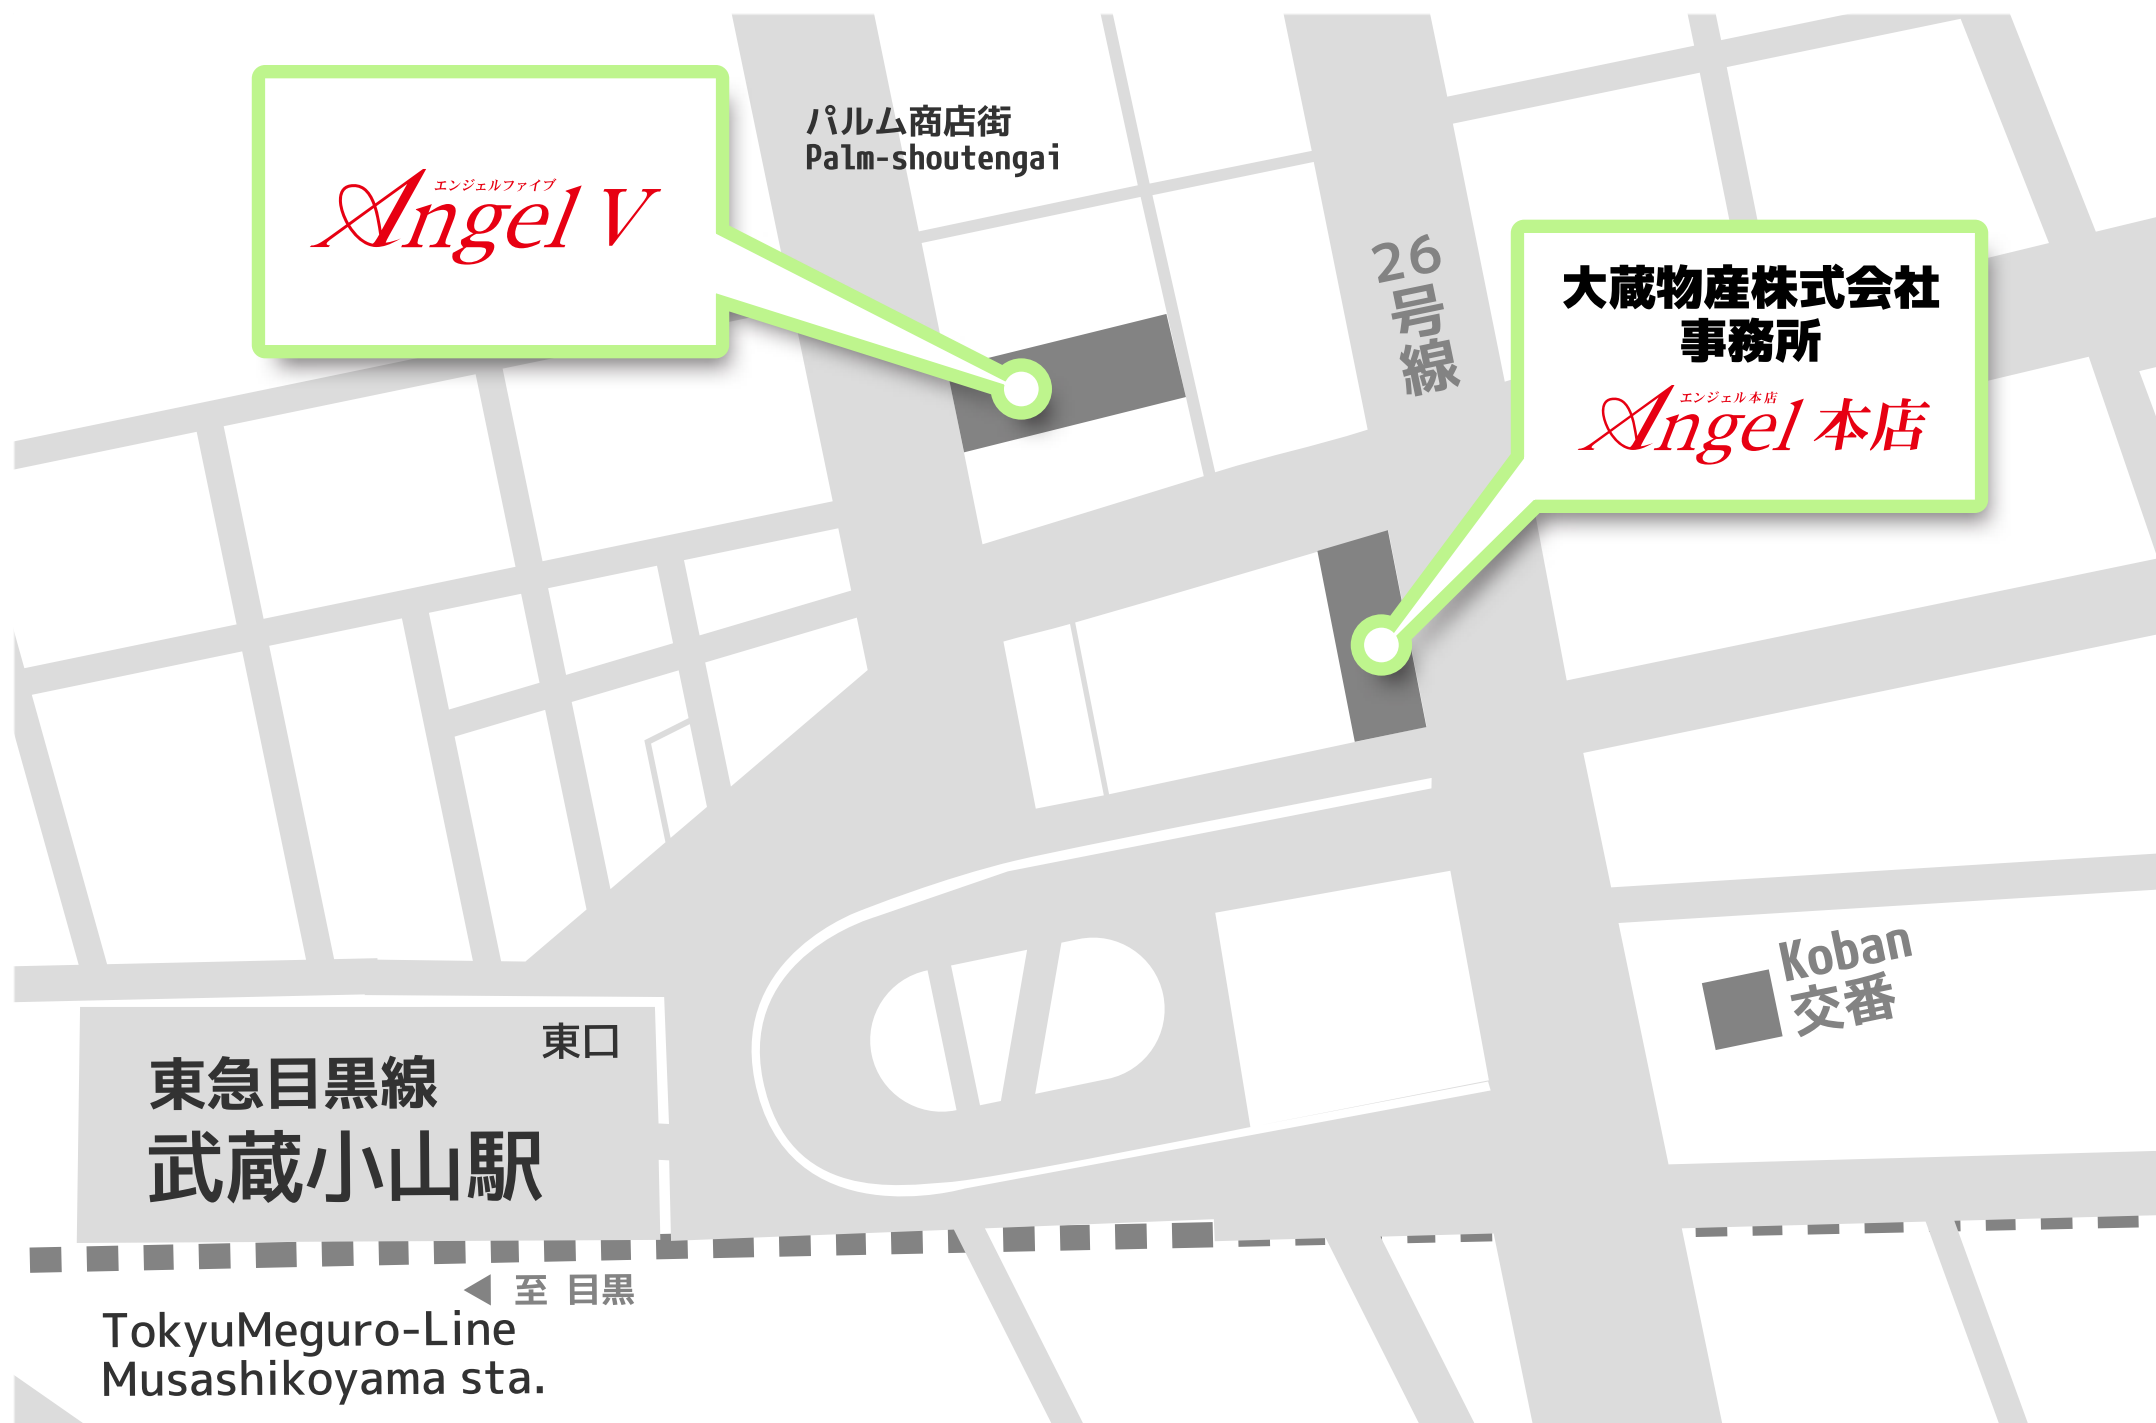 パルム商店街
Palm-shoutengai
エンジェルファイブ
Angel V
26号線
大蔵物産株式会社
事務所
エンジェル本店
Angel 本店
Koban
交番
東口
東急目黒線
武蔵小山駅
◀ 至 目黒
TokyuMeguro-Line
Musashikoyama sta.